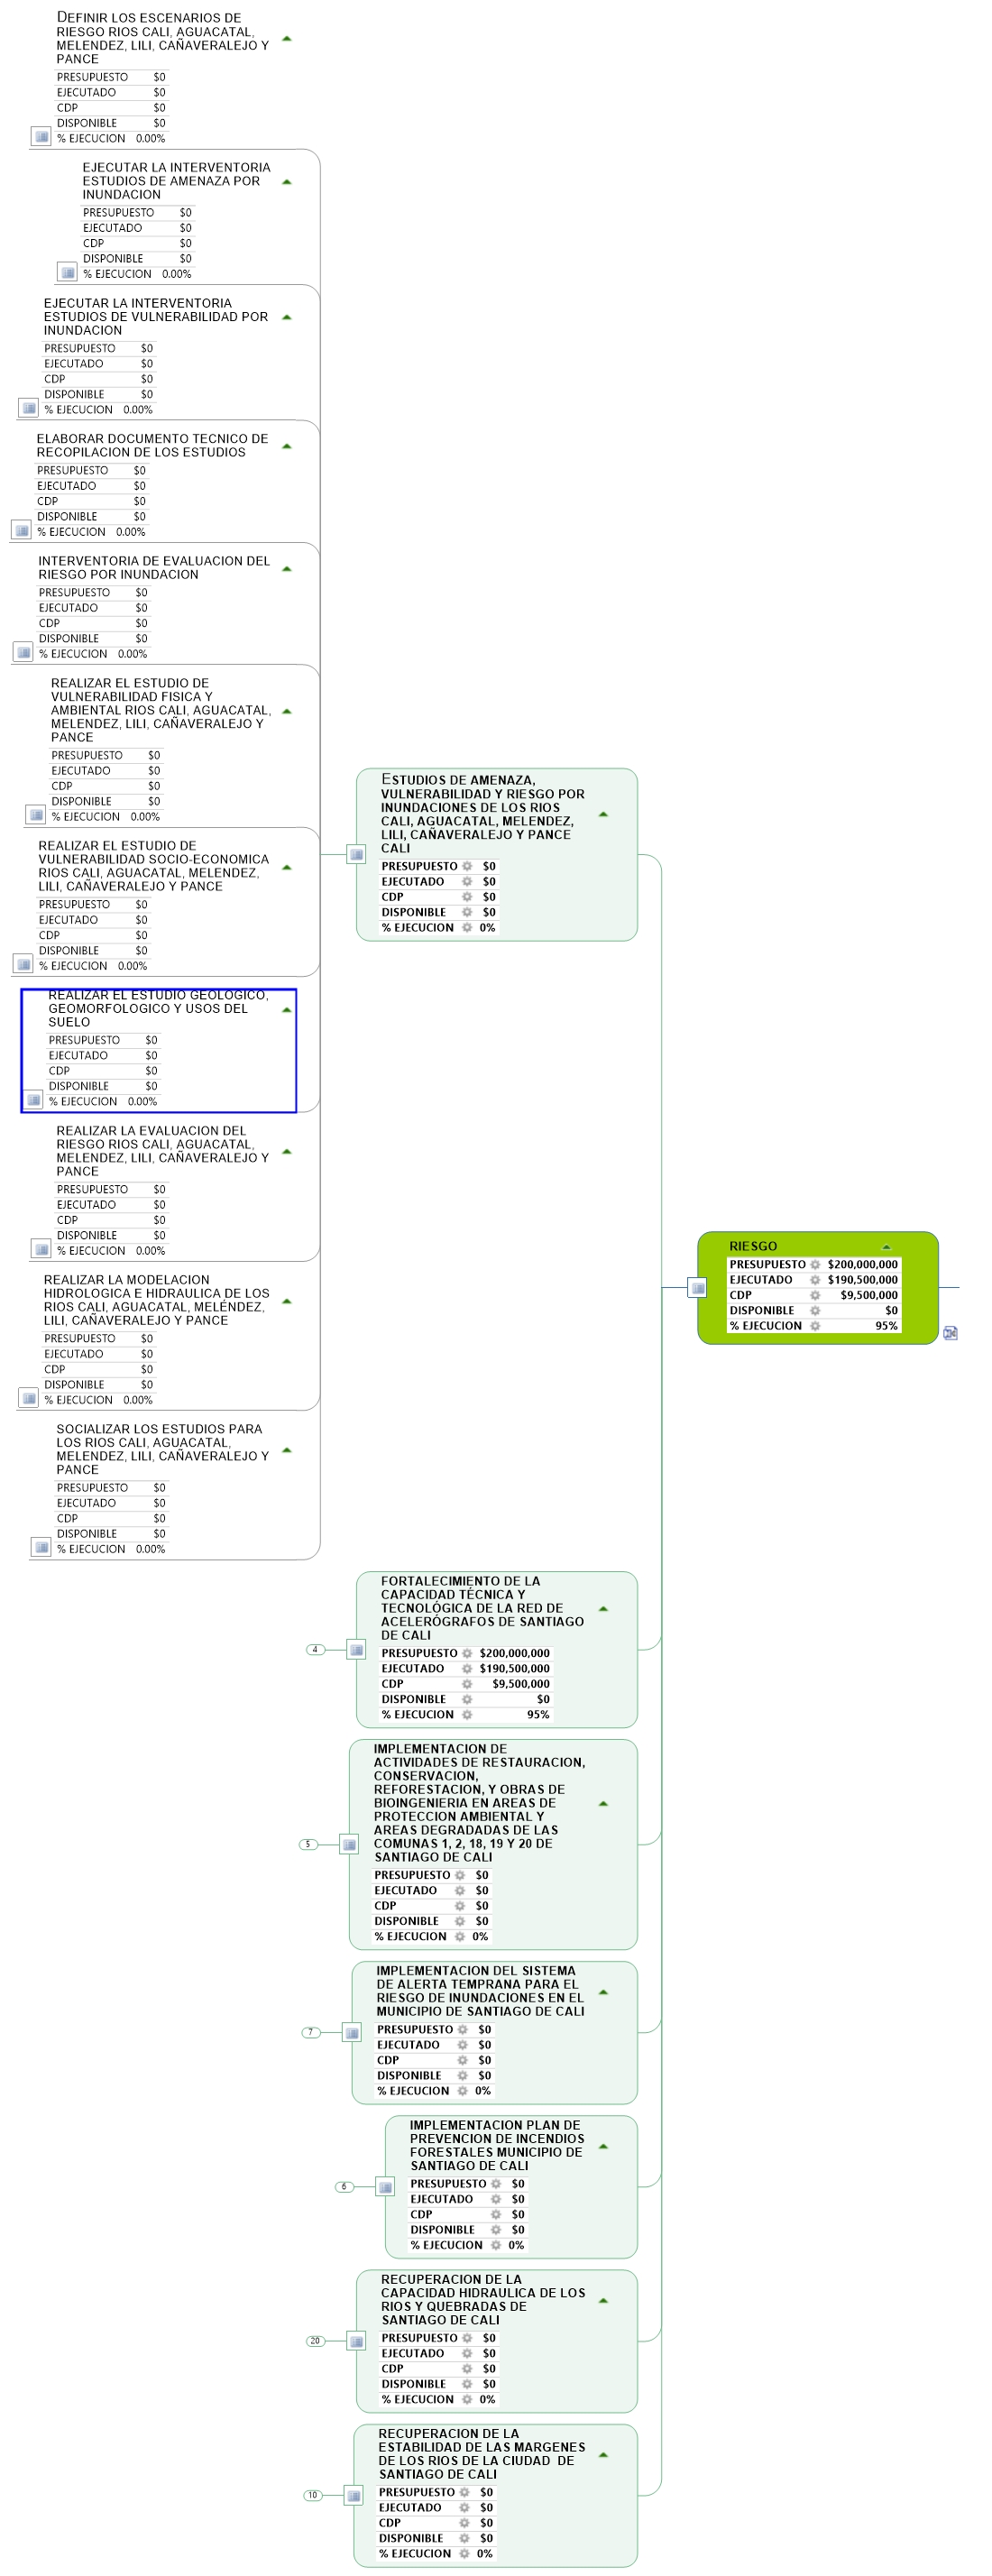 DEFINIR LOS ESCENARIOS DE
RIESGO RIOS CALI, AGUACATAL,
MELENDEZ, LILI, CAÑAVERALEJO Y
PANCE
PRESUPUESTO $0
EJECUTADO $0
CDP $0
DISPONIBLE $0
% EJECUCION 0.00%
EJECUTAR LA INTERVENTORIA
ESTUDIOS DE AMENAZA POR
INUNDACION
PRESUPUESTO $0
EJECUTADO $0
CDP $0
DISPONIBLE $0
% EJECUCION 0.00%
EJECUTAR LA INTERVENTORIA
ESTUDIOS DE VULNERABILIDAD POR
INUNDACION
PRESUPUESTO $0
EJECUTADO $0
CDP $0
DISPONIBLE $0
% EJECUCION 0.00%
ELABORAR DOCUMENTO TECNICO DE
RECOPILACION DE LOS ESTUDIOS
PRESUPUESTO $0
EJECUTADO $0
CDP $0
DISPONIBLE $0
% EJECUCION 0.00%
INTERVENTORIA DE EVALUACION DEL
RIESGO POR INUNDACION
PRESUPUESTO $0
EJECUTADO $0
CDP $0
DISPONIBLE $0
% EJECUCION 0.00%
REALIZAR EL ESTUDIO DE
VULNERABILIDAD FISICA Y
AMBIENTAL RIOS CALI, AGUACATAL,
MELENDEZ, LILI, CAÑAVERALEJO Y
PANCE
PRESUPUESTO $0
EJECUTADO $0
CDP $0
DISPONIBLE $0
% EJECUCION 0.00%
REALIZAR EL ESTUDIO DE
VULNERABILIDAD SOCIO-ECONOMICA
RIOS CALI, AGUACATAL, MELENDEZ,
LILI, CAÑAVERALEJO Y PANCE
PRESUPUESTO $0
EJECUTADO $0
CDP $0
DISPONIBLE $0
% EJECUCION 0.00%
REALIZAR EL ESTUDIO GEOLOGICO,
GEOMORFOLOGICO Y USOS DEL
SUELO
PRESUPUESTO $0
EJECUTADO $0
CDP $0
DISPONIBLE $0
% EJECUCION 0.00%
REALIZAR LA EVALUACION DEL
RIESGO RIOS CALI, AGUACATAL,
MELENDEZ, LILI, CAÑAVERALEJO Y
PANCE
PRESUPUESTO $0
EJECUTADO $0
CDP $0
DISPONIBLE $0
% EJECUCION 0.00%
REALIZAR LA MODELACION
HIDROLOGICA E HIDRAULICA DE LOS
RIOS CALI, AGUACATAL, MELÉNDEZ,
LILI, CAÑAVERALEJO Y PANCE
PRESUPUESTO $0
EJECUTADO $0
CDP $0
DISPONIBLE $0
% EJECUCION 0.00%
SOCIALIZAR LOS ESTUDIOS PARA
LOS RIOS CALI, AGUACATAL,
MELENDEZ, LILI, CAÑAVERALEJO Y
PANCE
PRESUPUESTO $0
EJECUTADO $0
CDP $0
DISPONIBLE $0
% EJECUCION 0.00%
ESTUDIOS DE AMENAZA,
VULNERABILIDAD Y RIESGO POR
INUNDACIONES DE LOS RIOS
CALI, AGUACATAL, MELENDEZ,
LILI, CAÑAVERALEJO Y PANCE
CALI
PRESUPUESTO $0
EJECUTADO $0
CDP $0
DISPONIBLE $0
% EJECUCION 0%
RIESGO
PRESUPUESTO $200,000,000
EJECUTADO $190,500,000
CDP $9,500,000
DISPONIBLE $0
% EJECUCION 95%
FORTALECIMIENTO DE LA
CAPACIDAD TÉCNICA Y
TECNOLÓGICA DE LA RED DE
ACELERÓGRAFOS DE SANTIAGO
DE CALI
4
PRESUPUESTO $200,000,000
EJECUTADO $190,500,000
CDP $9,500,000
DISPONIBLE $0
% EJECUCION 95%
IMPLEMENTACION DE
ACTIVIDADES DE RESTAURACION,
CONSERVACION,
REFORESTACION, Y OBRAS DE
BIOINGENIERIA EN AREAS DE
PROTECCION AMBIENTAL Y
AREAS DEGRADADAS DE LAS
COMUNAS 1, 2, 18, 19 Y 20 DE
SANTIAGO DE CALI
5
PRESUPUESTO $0
EJECUTADO $0
CDP $0
DISPONIBLE $0
% EJECUCION 0%
IMPLEMENTACION DEL SISTEMA
DE ALERTA TEMPRANA PARA EL
RIESGO DE INUNDACIONES EN EL
MUNICIPIO DE SANTIAGO DE CALI
7
PRESUPUESTO $0
EJECUTADO $0
CDP $0
DISPONIBLE $0
% EJECUCION 0%
IMPLEMENTACION PLAN DE
PREVENCION DE INCENDIOS
FORESTALES MUNICIPIO DE
SANTIAGO DE CALI
6
PRESUPUESTO $0
EJECUTADO $0
CDP $0
DISPONIBLE $0
% EJECUCION 0%
RECUPERACION DE LA
CAPACIDAD HIDRAULICA DE LOS
RIOS Y QUEBRADAS DE
SANTIAGO DE CALI
20
PRESUPUESTO $0
EJECUTADO $0
CDP $0
DISPONIBLE $0
% EJECUCION 0%
RECUPERACION DE LA
ESTABILIDAD DE LAS MARGENES
DE LOS RIOS DE LA CIUDAD DE
SANTIAGO DE CALI
10
PRESUPUESTO $0
EJECUTADO $0
CDP $0
DISPONIBLE $0
% EJECUCION 0%